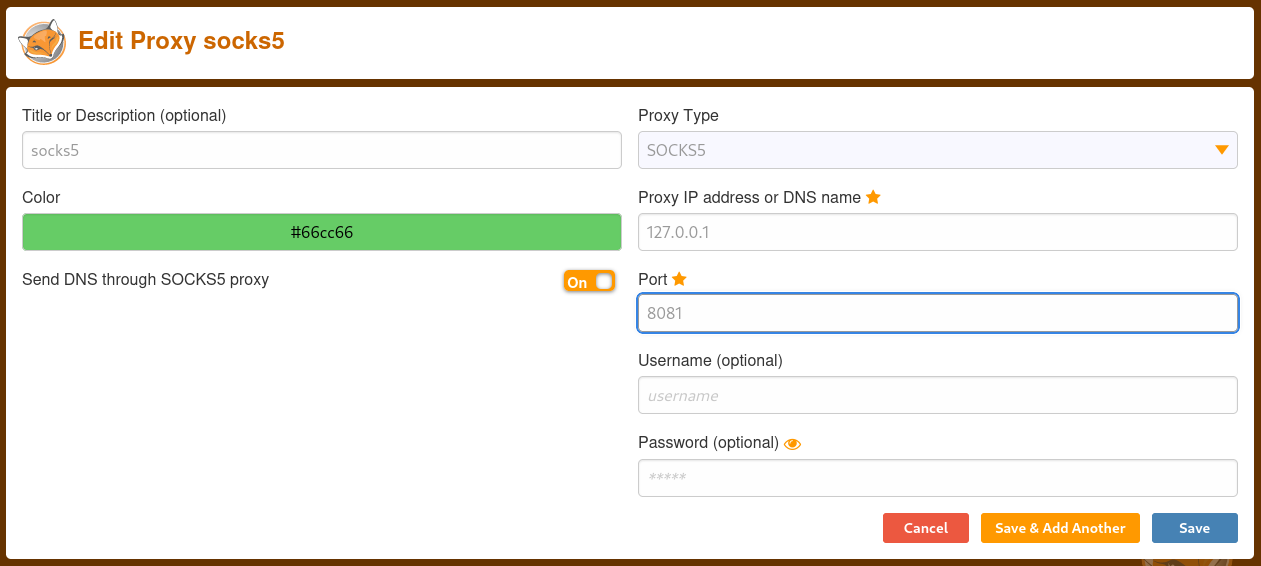 Edit Proxy socks5
Title or Description (optional)
socks5
Color
#66cc66
Send DNS through SOCKS5 proxy
On
Proxy Type
SOCKS5
Proxy IP address or DNS name
127.0.0.1
Port
8081
Username (optional)
username
Password (optional)
*****
Cancel
Save & Add Another
Save